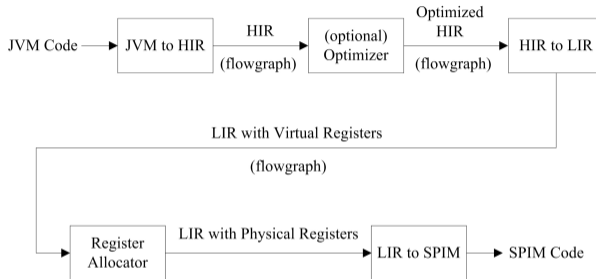 JVM Code
JVM to HIR
HIR
(flowgraph)
(optional)
Optimizer
Optimized
HIR
(flowgraph)
HIR to LIR
LIR with Virtual Registers
(flowgraph)
Register
Allocator
LIR with Physical Registers
LIR to SPIM
SPIM Code